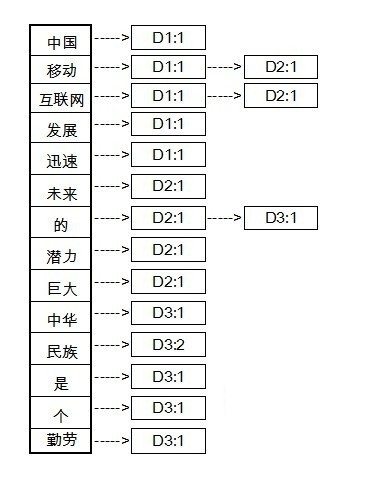 中国 D1:1
移动 D1:1 D2:1
互联网 D1:1 D2:1
发展 D1:1
迅速 D1:1
未来 D2:1
的 D2:1 D3:1
潜力 D2:1
巨大 D2:1
中华 D3:1
民族 D3:2
是 D3:1
个 D3:1
勤劳 D3:1